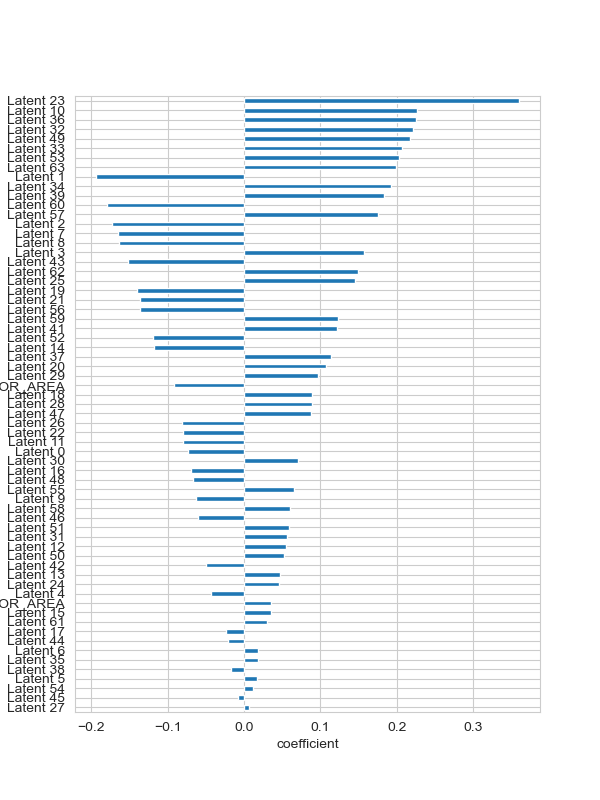 Latent 23
Latent 10
Latent 36
Latent 32
Latent 49
Latent 33
Latent 53
Latent 63
Latent 1
Latent 34
Latent 39
Latent 60
Latent 57
Latent 2
Latent 7
Latent 8
Latent 3
Latent 43
Latent 62
Latent 25
Latent 19
Latent 21
Latent 56
Latent 59
Latent 41
Latent 52
Latent 14
Latent 37
Latent 20
Latent 29
OR_AREA
Latent 18
Latent 28
Latent 47
Latent 26
Latent 22
Latent 11
Latent 0
Latent 30
Latent 16
Latent 48
Latent 55
Latent 9
Latent 58
Latent 46
Latent 51
Latent 31
Latent 12
Latent 50
Latent 42
Latent 13
Latent 24
Latent 4
OR_AREA
Latent 15
Latent 61
Latent 17
Latent 44
Latent 6
Latent 35
Latent 38
Latent 5
Latent 54
Latent 45
Latent 27
−0.2 −0.1 0.0 0.1 0.2 0.3
coefficient